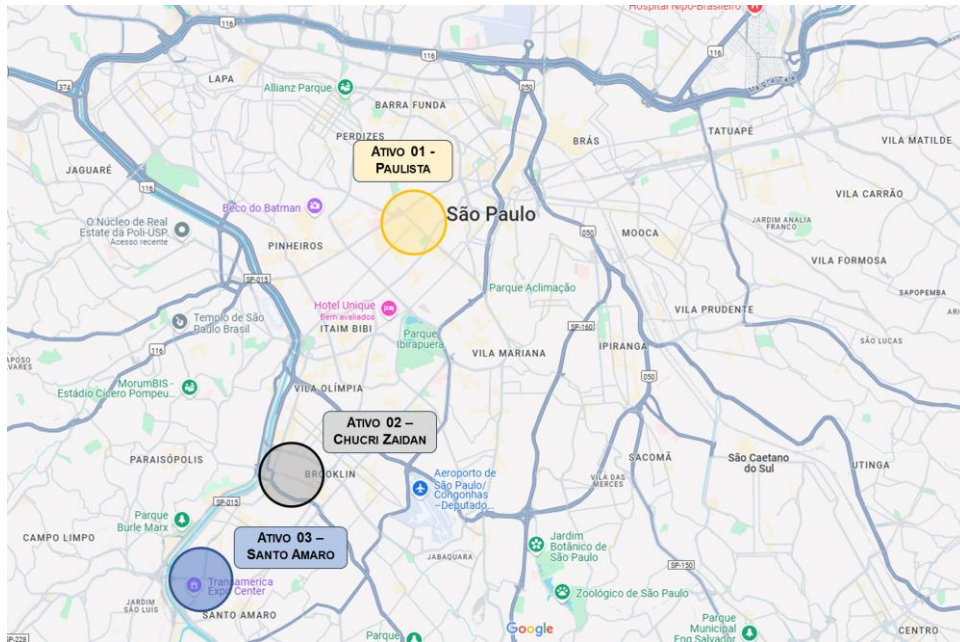 Hospital Nipo-Brasileiro
116
116
116
116
LAPA
374
Allianz Parque
050
Marginal Tietê
BARRA FUNDA
TATUAPÉ
PERDIZES
BRÁS
VILA MATILDE
ATIVO 01 -
PAULISTA
JAGUARÉ
116
VILA CARRÃO
Beco do Batman
São Paulo
JARDIM ANALIA
FRANCO
O Núcleo de Real
Estate da Poli-USP
Acesso recente
050
MOOCA
PINHEIROS
VILA FORMOSA
SP-015
Parque Aclimação
SAPOPEMBA
Hotel Unique
Bem avaliados
VILA PRUDENTE
Templo de São
Paulo Brasil
ITAIM BIBI
SP-160
Parque
Ibirapuera
IPIRANGA
SÃO LUCAS
116
VILA MARIANA
050
MorumBIS -
Estádio Cícero Pompeu...
VILA OLÍMPIA
ATIVO 02 –
CHUCRI ZAIDAN
PARAISÓPOLIS
SACOMÃ
São Caetano
do Sul
UTINGA
BROOKLIN
Aeroporto de
São Paulo/
Congonhas
–Deputado...
VILA DAS
MERCES
SP-015
Parque
Burle Marx
ATIVO 03 –
SANTO AMARO
CAMPO LIMPO
JABAQUARA
Jardim
Botânico de
São Paulo
SP-150
Transamerica
Expo Center
Zoológico de São Paulo
JARDIM
SÃO LUIS
SANTO AMARO
Parque
Municipal
Eng Salvador
Google
Parque
CENTRO
SP-228